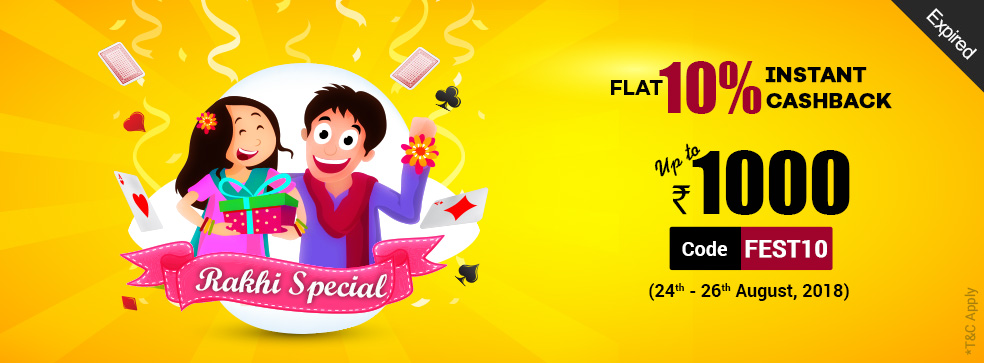 Expired
FLAT 10% INSTANT
CASHBACK
Up to
₹ 1000
Code FEST10
(24th - 26th August, 2018)
Rakhi Special
*T&C Apply
A